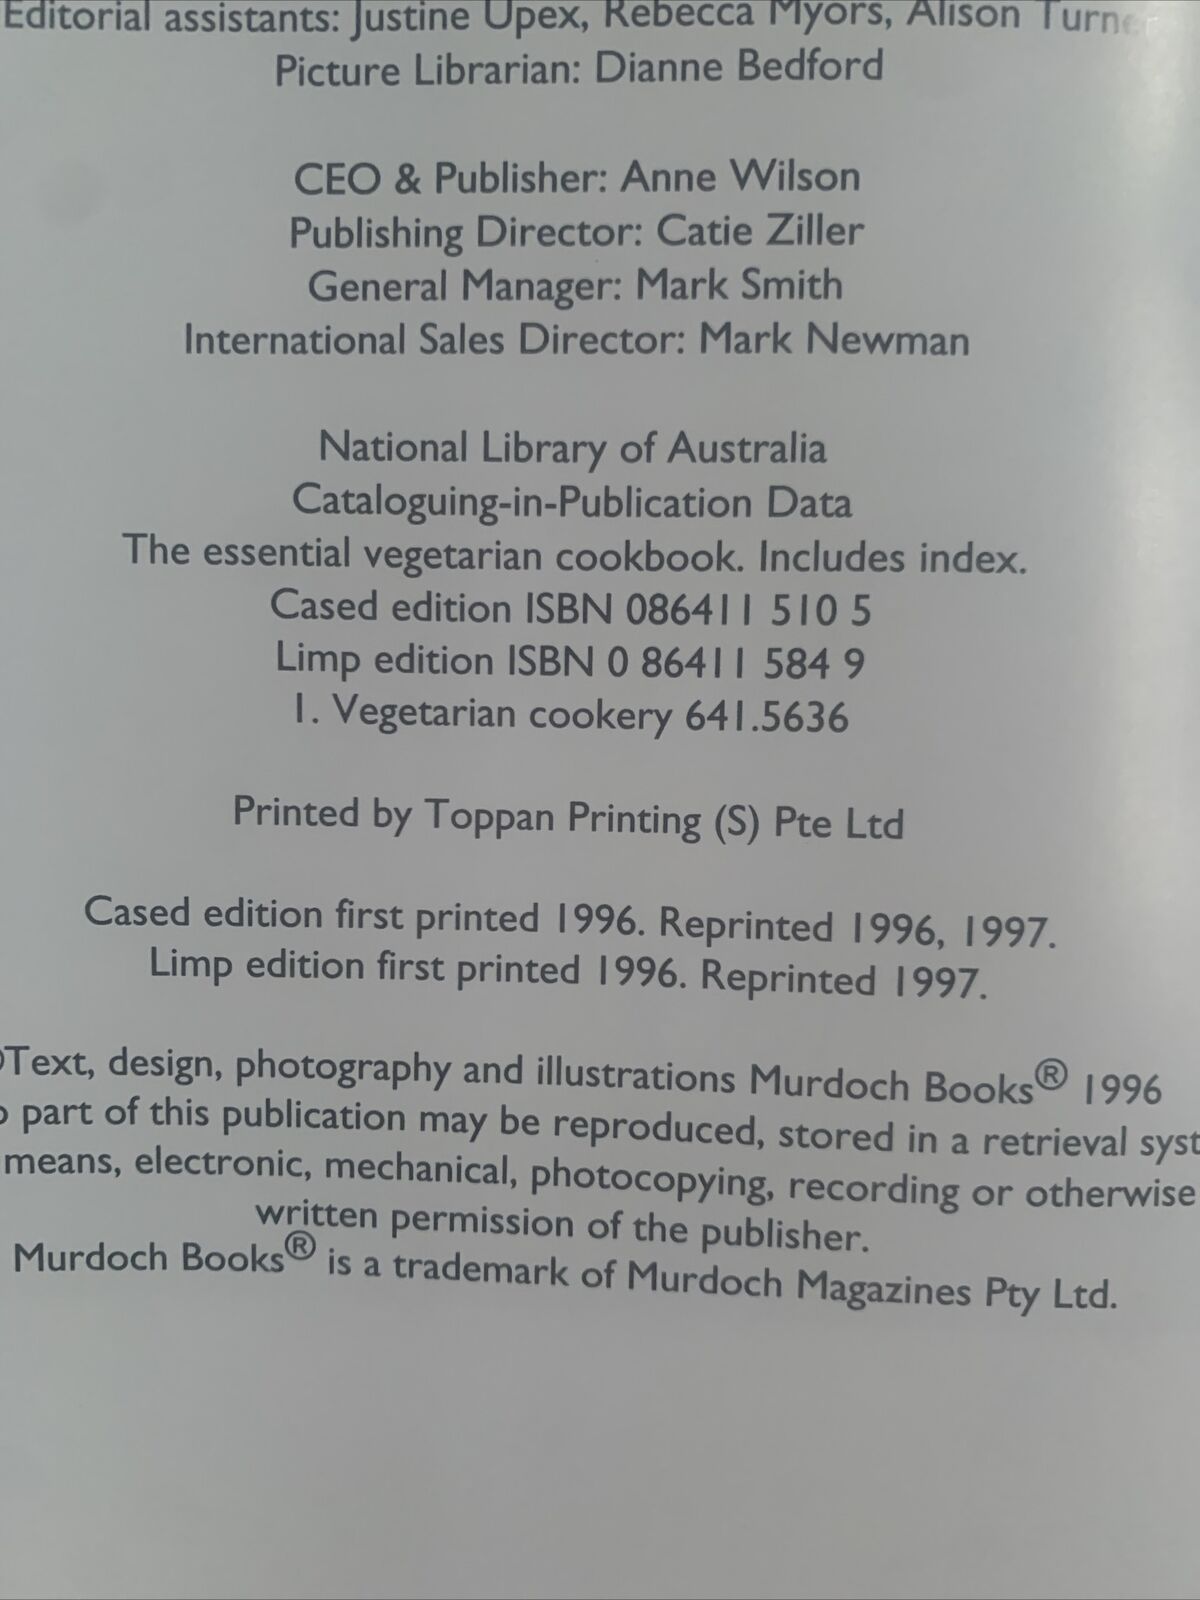 Editorial assistants: Justine Upex, Rebecca Myors, Alison
Picture Librarian: Dianne Bedford
CEO & Publisher: Anne Wilson
Publishing Director: Catie Ziller
General Manager: Mark Smith
International Sales Director: Mark Newman
National Library of Australia
Cataloguing-in-Publication Data
The essential vegetarian cookbook. Includes index.
Cased edition ISBN 086411 510 5
Limp edition ISBN 0 86411 584 9
1. Vegetarian cookery 641.5636
Printed by Toppan Printing (S) Pte Ltd
Cased edition first printed 1996. Reprinted 1996, 1997.
Limp edition first printed 1996. Reprinted 1997.
©Text, design, photography and illustrations Murdoch Books® 1996
part of this publication may be reproduced, stored in a retrieval
means, electronic, mechanical, photocopying, recording or otherwise
written permission of the publisher.
Murdoch Books® is a trademark of Murdoch Magazines Pty Ltd.